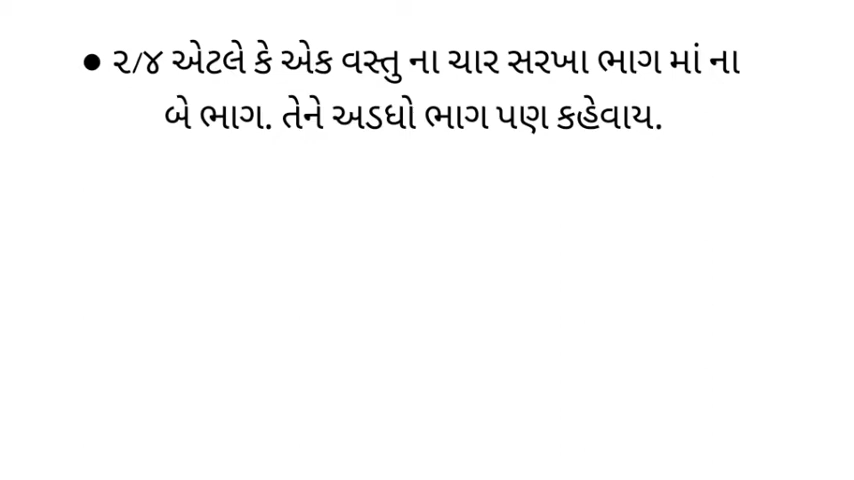 ● ૨/૪ એટલે કે એક વસ્તુ ના ચાર સરખા ભાગ માં ના
બે ભાગ. તેને અડધો ભાગ પણ કહેવાય.